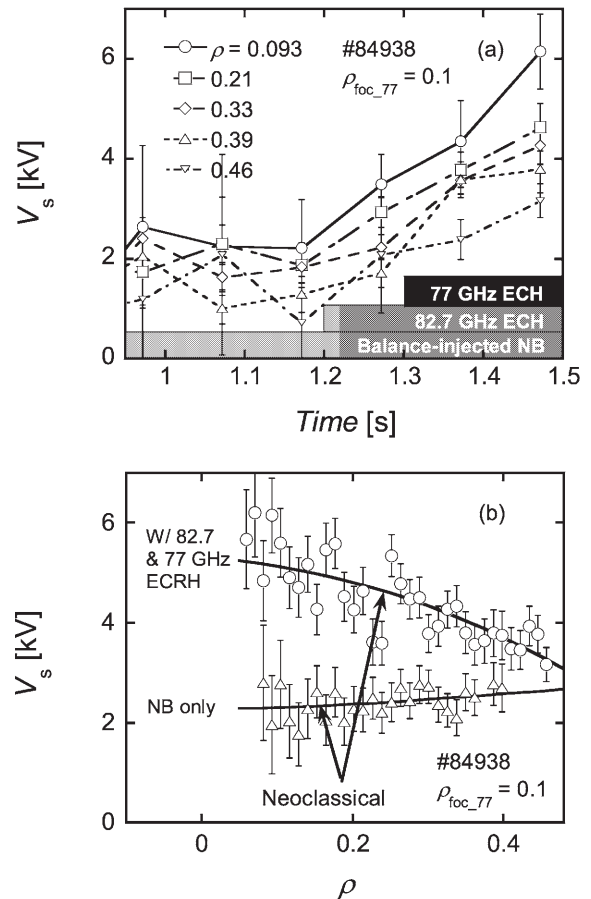 6
4
2
0
V_s [kV]
ρ = 0.093
0.21
0.33
0.39
0.46
#84938
ρ_foc_77 = 0.1
(a)
77 GHz ECH
82.7 GHz ECH
Balance-injected NB
1 1.1 1.2 1.3 1.4 1.5
Time [s]
6
4
2
0
V_s [kV]
(b)
W/ 82.7
& 77 GHz
ECRH
NB only
Neoclassical
#84938
ρ_foc_77 = 0.1
0 0.2 0.4
ρ